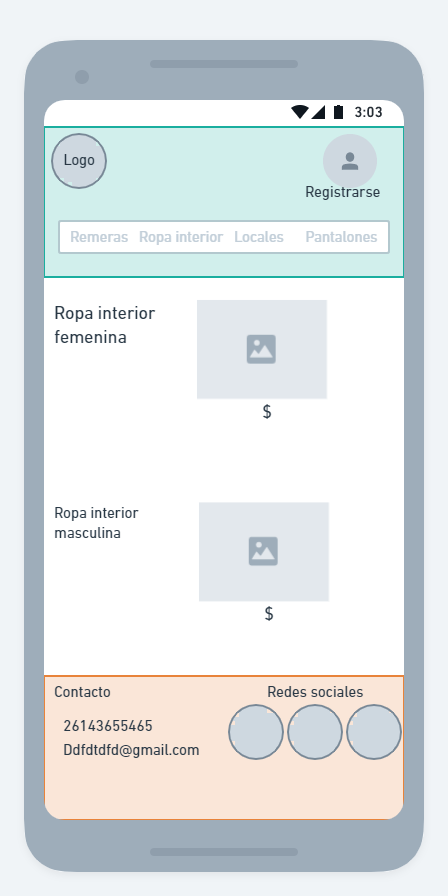 3:03
Logo
Registrarse
Remeras Ropa interior Locales Pantalones
Ropa interior
femenina
$
Ropa interior
masculina
$
Contacto
Redes sociales
26143655465
Ddfdtdfd@gmail.com